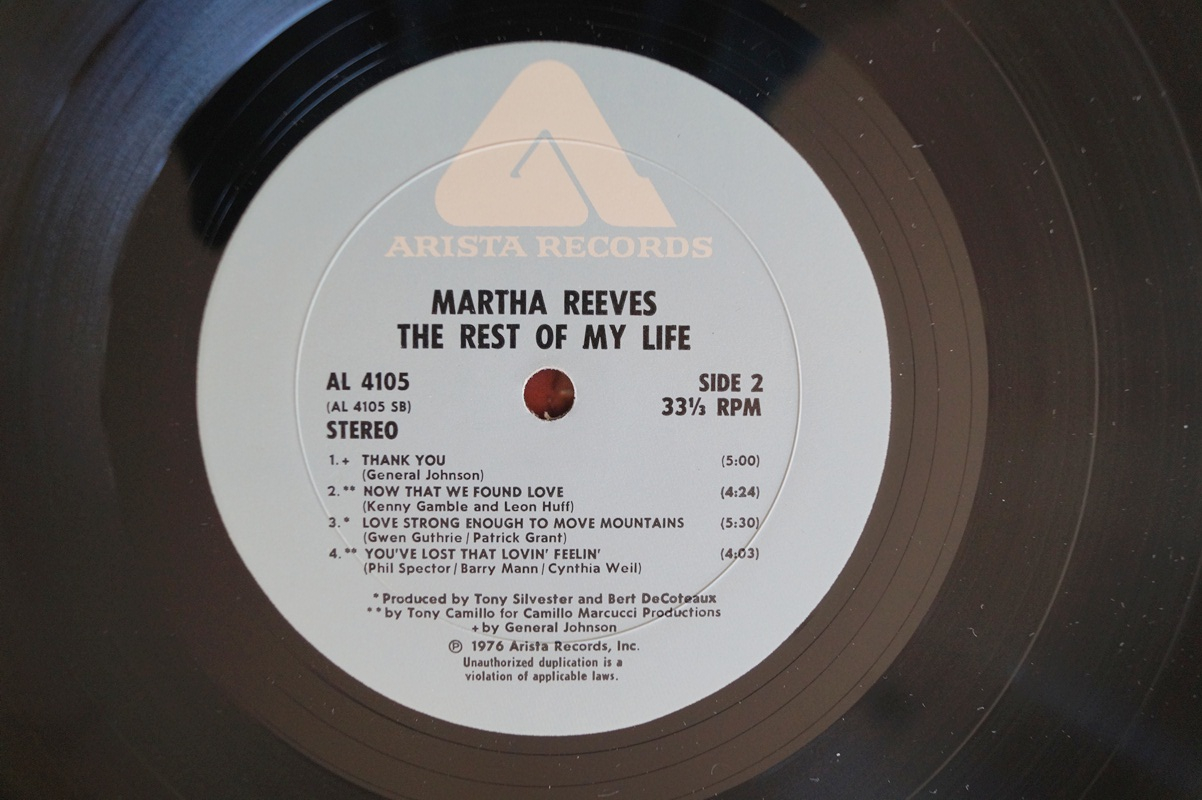 ARISTA RECORDS
MARTHA REEVES
THE REST OF MY LIFE
AL 4105
(AL 4105 SB)
STEREO
SIDE 2
33⅓ RPM
1.+ THANK YOU (5:00)
(General Johnson)
2.** NOW THAT WE FOUND LOVE (4:24)
(Kenny Gamble and Leon Huff)
3.* LOVE STRONG ENOUGH TO MOVE MOUNTAINS (5:30)
(Gwen Guthrie/Patrick Grant)
4.** YOU'VE LOST THAT LOVIN' FEELIN' (4:03)
(Phil Spector/Barry Mann/Cynthia Weil)
*Produced by Tony Silvester and Bert DeCoteaux
**by Tony Camillo for Camillo Marcucci Productions
+by General Johnson
℗ 1976 Arista Records, Inc.
Unauthorized duplication is a
violation of applicable laws.